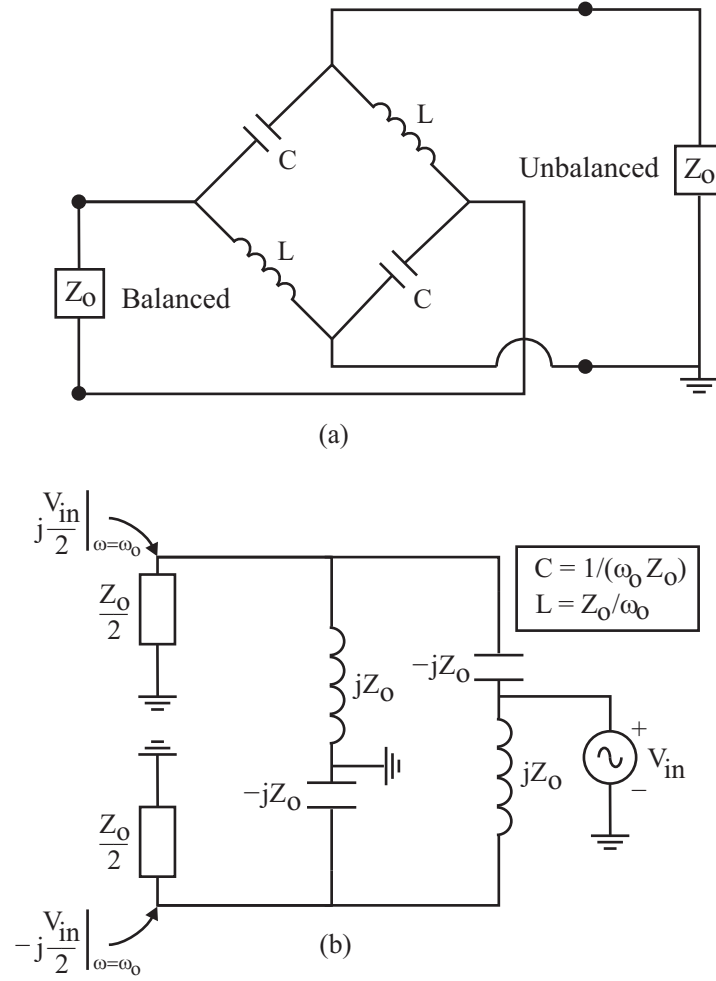 L
C
Unbalanced
Zo
L
C
Zo
Balanced
(a)
j Vin/2 | ω=ωo
Zo/2
jZo
−jZo
C = 1/(ωo Zo)
L = Zo/ωo
+
Vin
−
jZo
−jZo
Zo/2
−j Vin/2 | ω=ωo
(b)